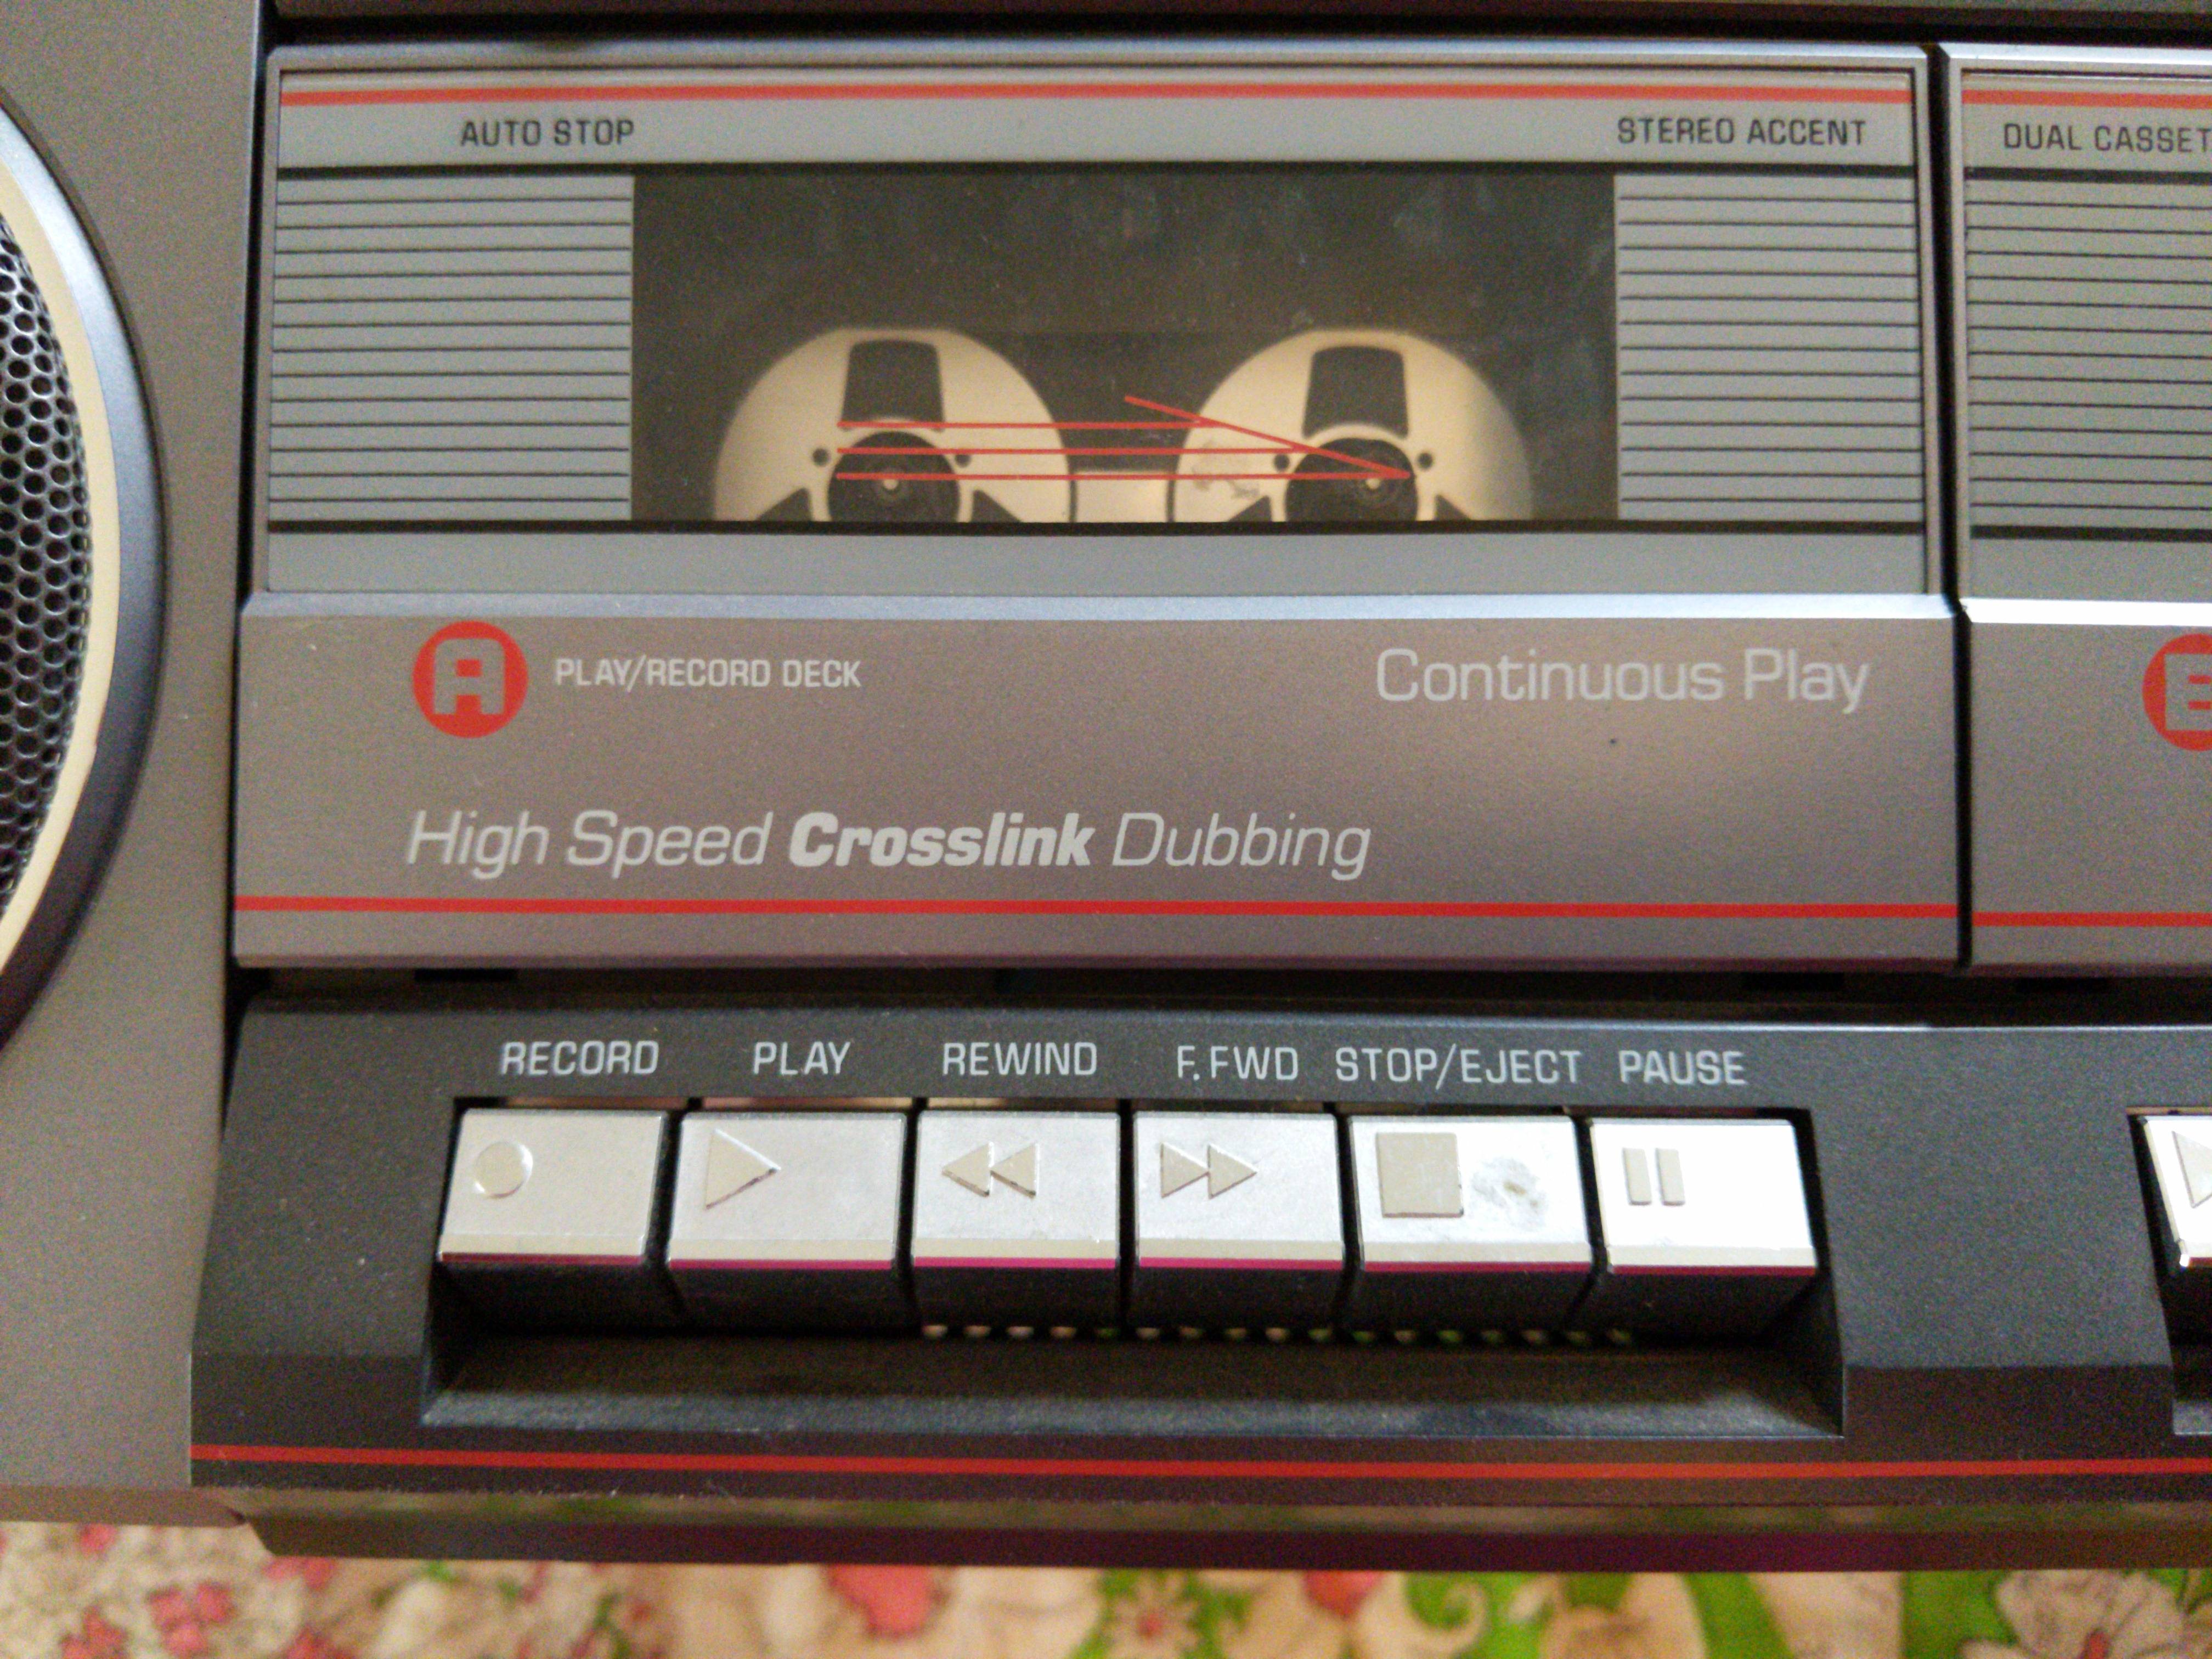 AUTO STOP
STEREO ACCENT
DUAL
A
PLAY/RECORD DECK
Continuous Play
B
High Speed Crosslink Dubbing
RECORD
PLAY
REWIND
F.FWD
STOP/EJECT
PAUSE